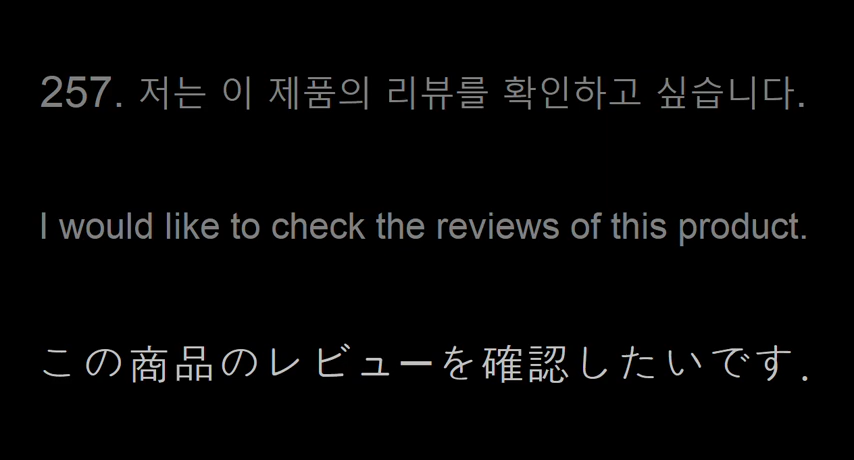 257. 저는 이 제품의 리뷰를 확인하고 싶습니다.
I would like to check the reviews of this product.
この商品のレビューを確認したいです.